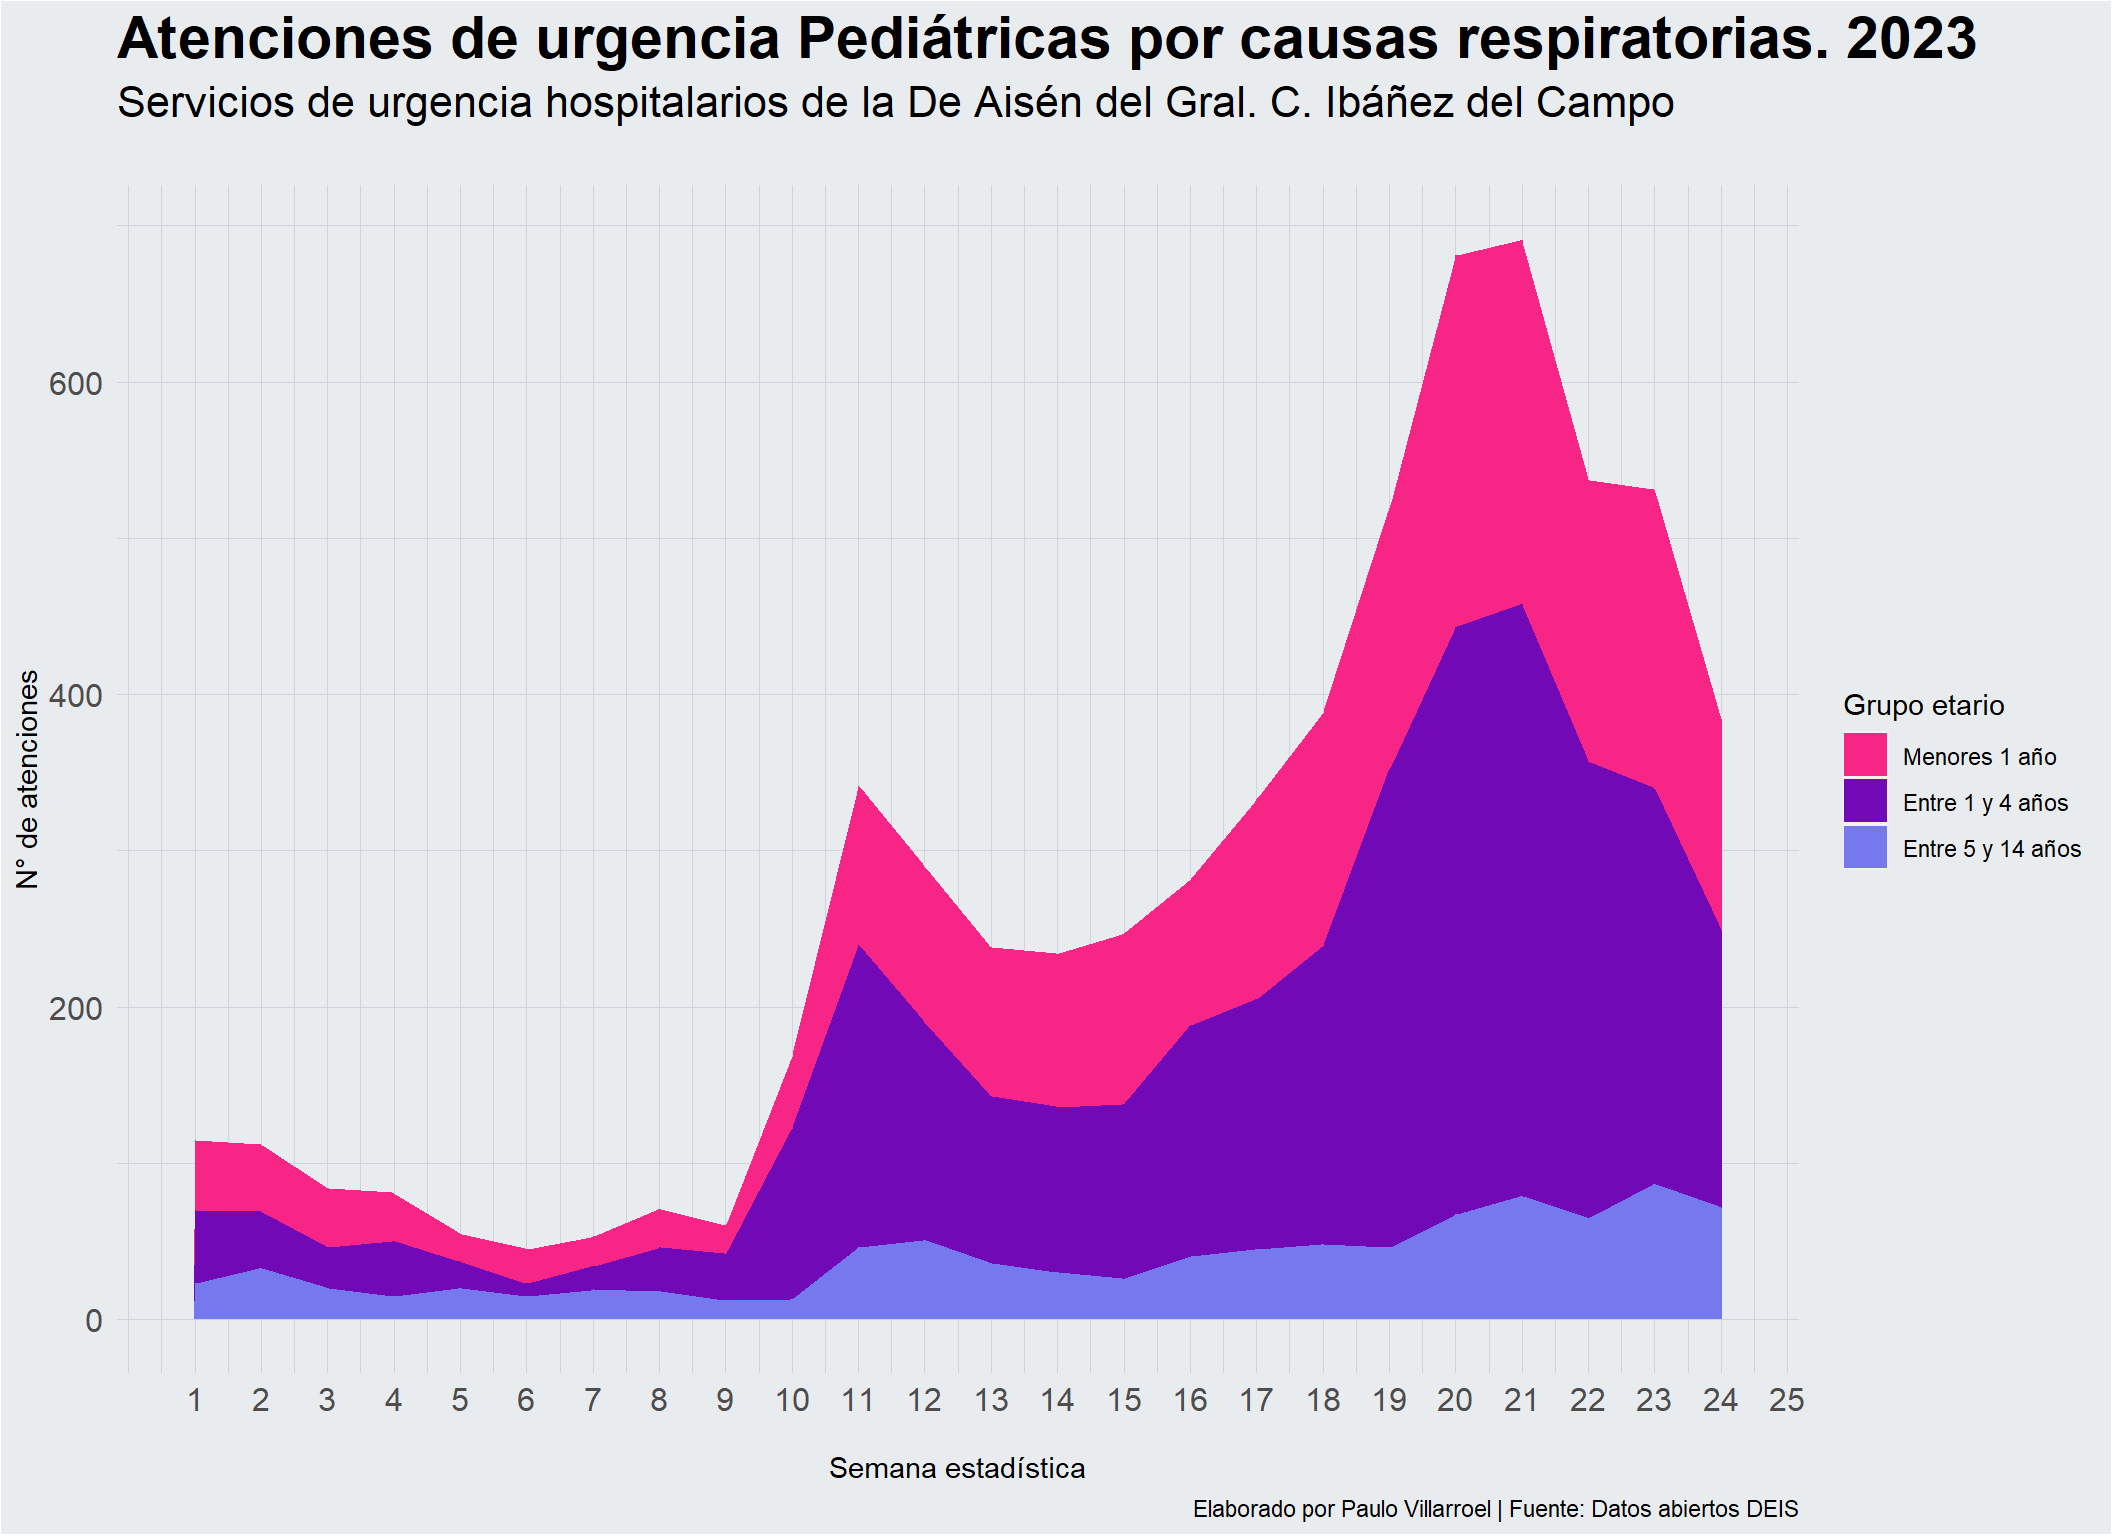 Atenciones de urgencia Pediátricas por causas respiratorias. 2023
Servicios de urgencia hospitalarios de la De Aisén del Gral. C. Ibáñez del Campo
N° de atenciones
600
400
200
0
1 2 3 4 5 6 7 8 9 10 11 12 13 14 15 16 17 18 19 20 21 22 23 24 25
Semana estadística
Grupo etario
Menores 1 año
Entre 1 y 4 años
Entre 5 y 14 años
Elaborado por Paulo Villarroel | Fuente: Datos abiertos DEIS